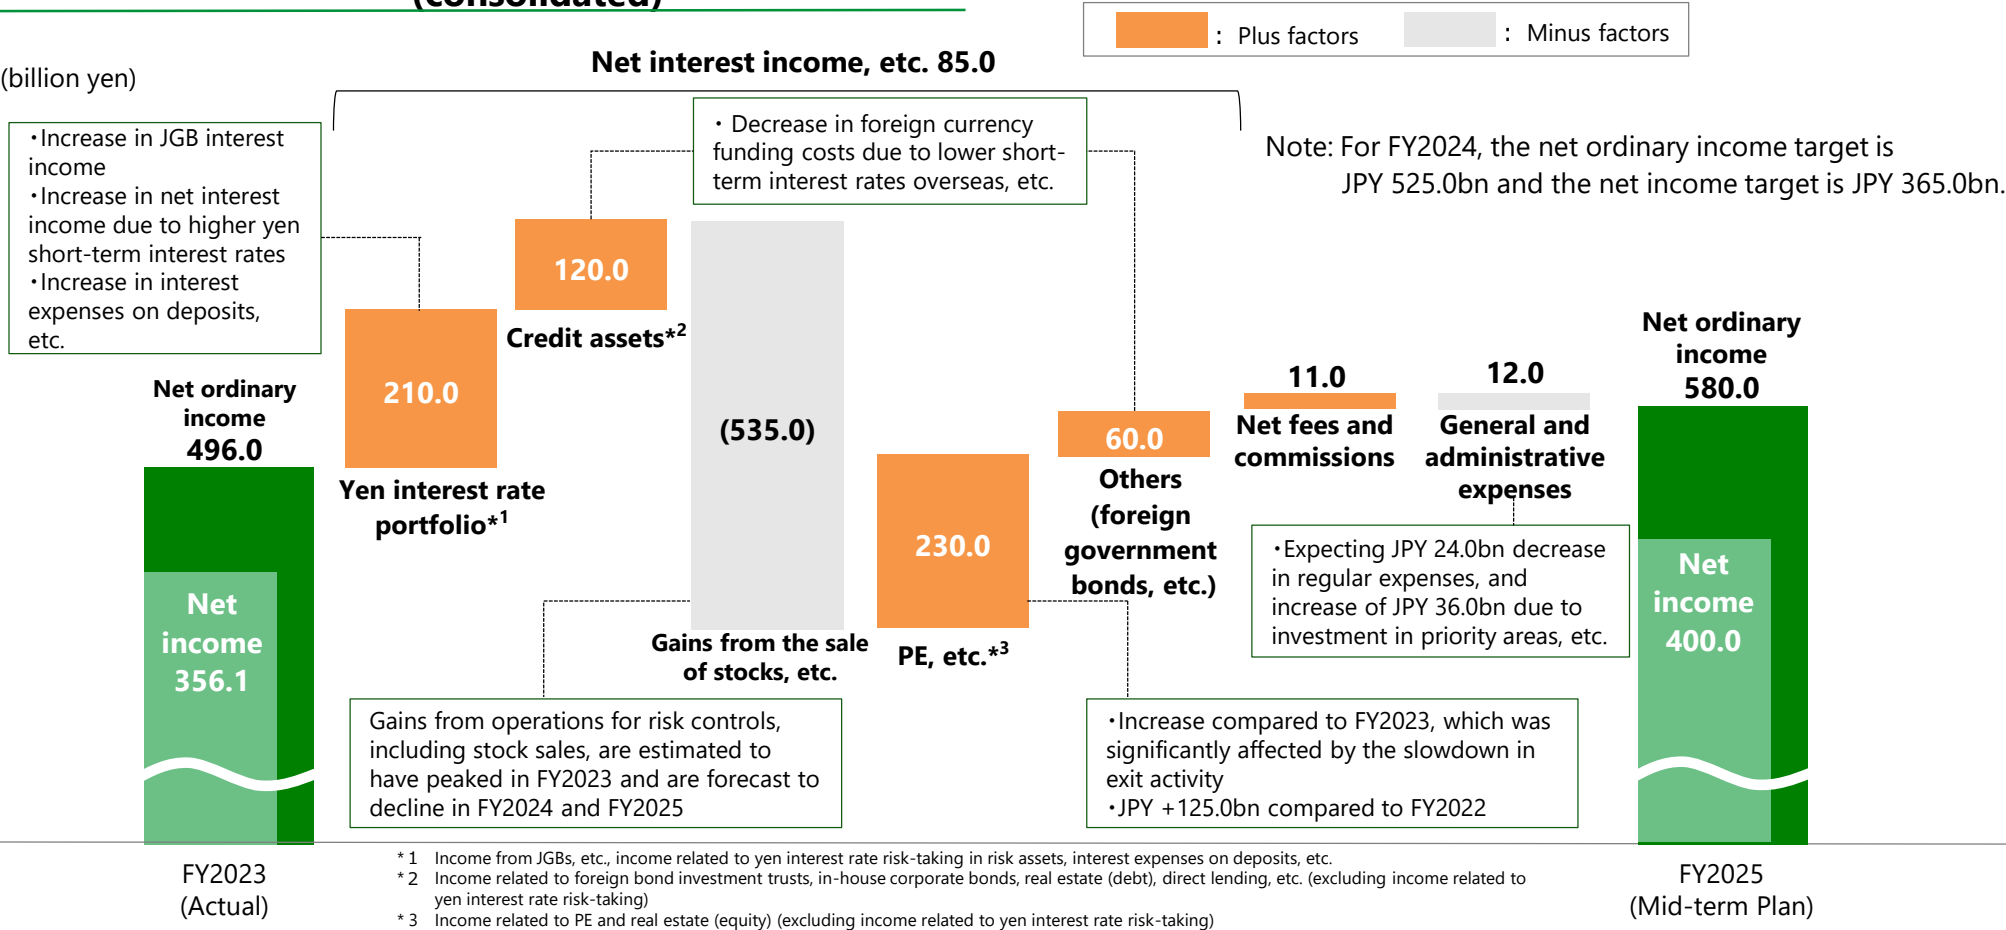 (consolidated)
: Plus factors
: Minus factors
(billion yen)
Net interest income, etc. 85.0
・Increase in JGB interest
income
・Increase in net interest
income due to higher yen
short-term interest rates
・Increase in interest
expenses on deposits,
etc.
・ Decrease in foreign currency
funding costs due to lower short-
term interest rates overseas, etc.
Note: For FY2024, the net ordinary income target is
JPY 525.0bn and the net income target is JPY 365.0bn.
Net ordinary
income
496.0
Net
income
356.1
210.0
Yen interest rate
portfolio*1
120.0
Credit assets*2
(535.0)
Gains from the sale
of stocks, etc.
230.0
PE, etc.*3
60.0
Others
(foreign
government
bonds, etc.)
11.0
Net fees and
commissions
12.0
General and
administrative
expenses
Net ordinary
income
580.0
Net
income
400.0
・Expecting JPY 24.0bn decrease
in regular expenses, and
increase of JPY 36.0bn due to
investment in priority areas, etc.
Gains from operations for risk controls,
including stock sales, are estimated to
have peaked in FY2023 and are forecast to
decline in FY2024 and FY2025
・Increase compared to FY2023, which was
significantly affected by the slowdown in
exit activity
・JPY +125.0bn compared to FY2022
FY2023
(Actual)
FY2025
(Mid-term Plan)
*1 Income from JGBs, etc., income related to yen interest rate risk-taking in risk assets, interest expenses on deposits, etc.
*2 Income related to foreign bond investment trusts, in-house corporate bonds, real estate (debt), direct lending, etc. (excluding income related to
yen interest rate risk-taking)
*3 Income related to PE and real estate (equity) (excluding income related to yen interest rate risk-taking)